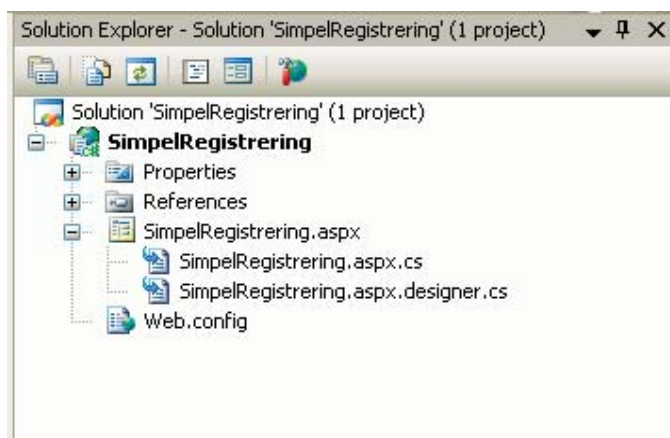 Solution Explorer - Solution 'SimpelRegistrering' (1 project)
Solution 'SimpelRegistrering' (1 project)
SimpelRegistrering
Properties
References
SimpelRegistrering.aspx
SimpelRegistrering.aspx.cs
SimpelRegistrering.aspx.designer.cs
Web.config